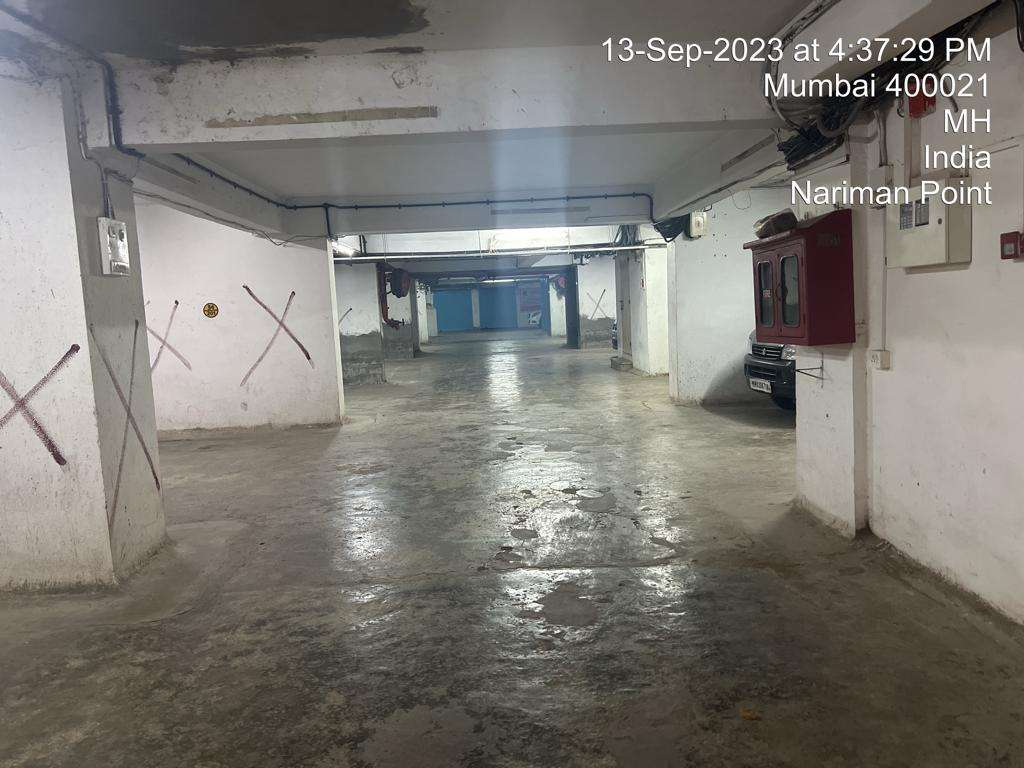 13-Sep-2023 at 4:37:29 PM
Mumbai 400021
MH
India
Nariman Point